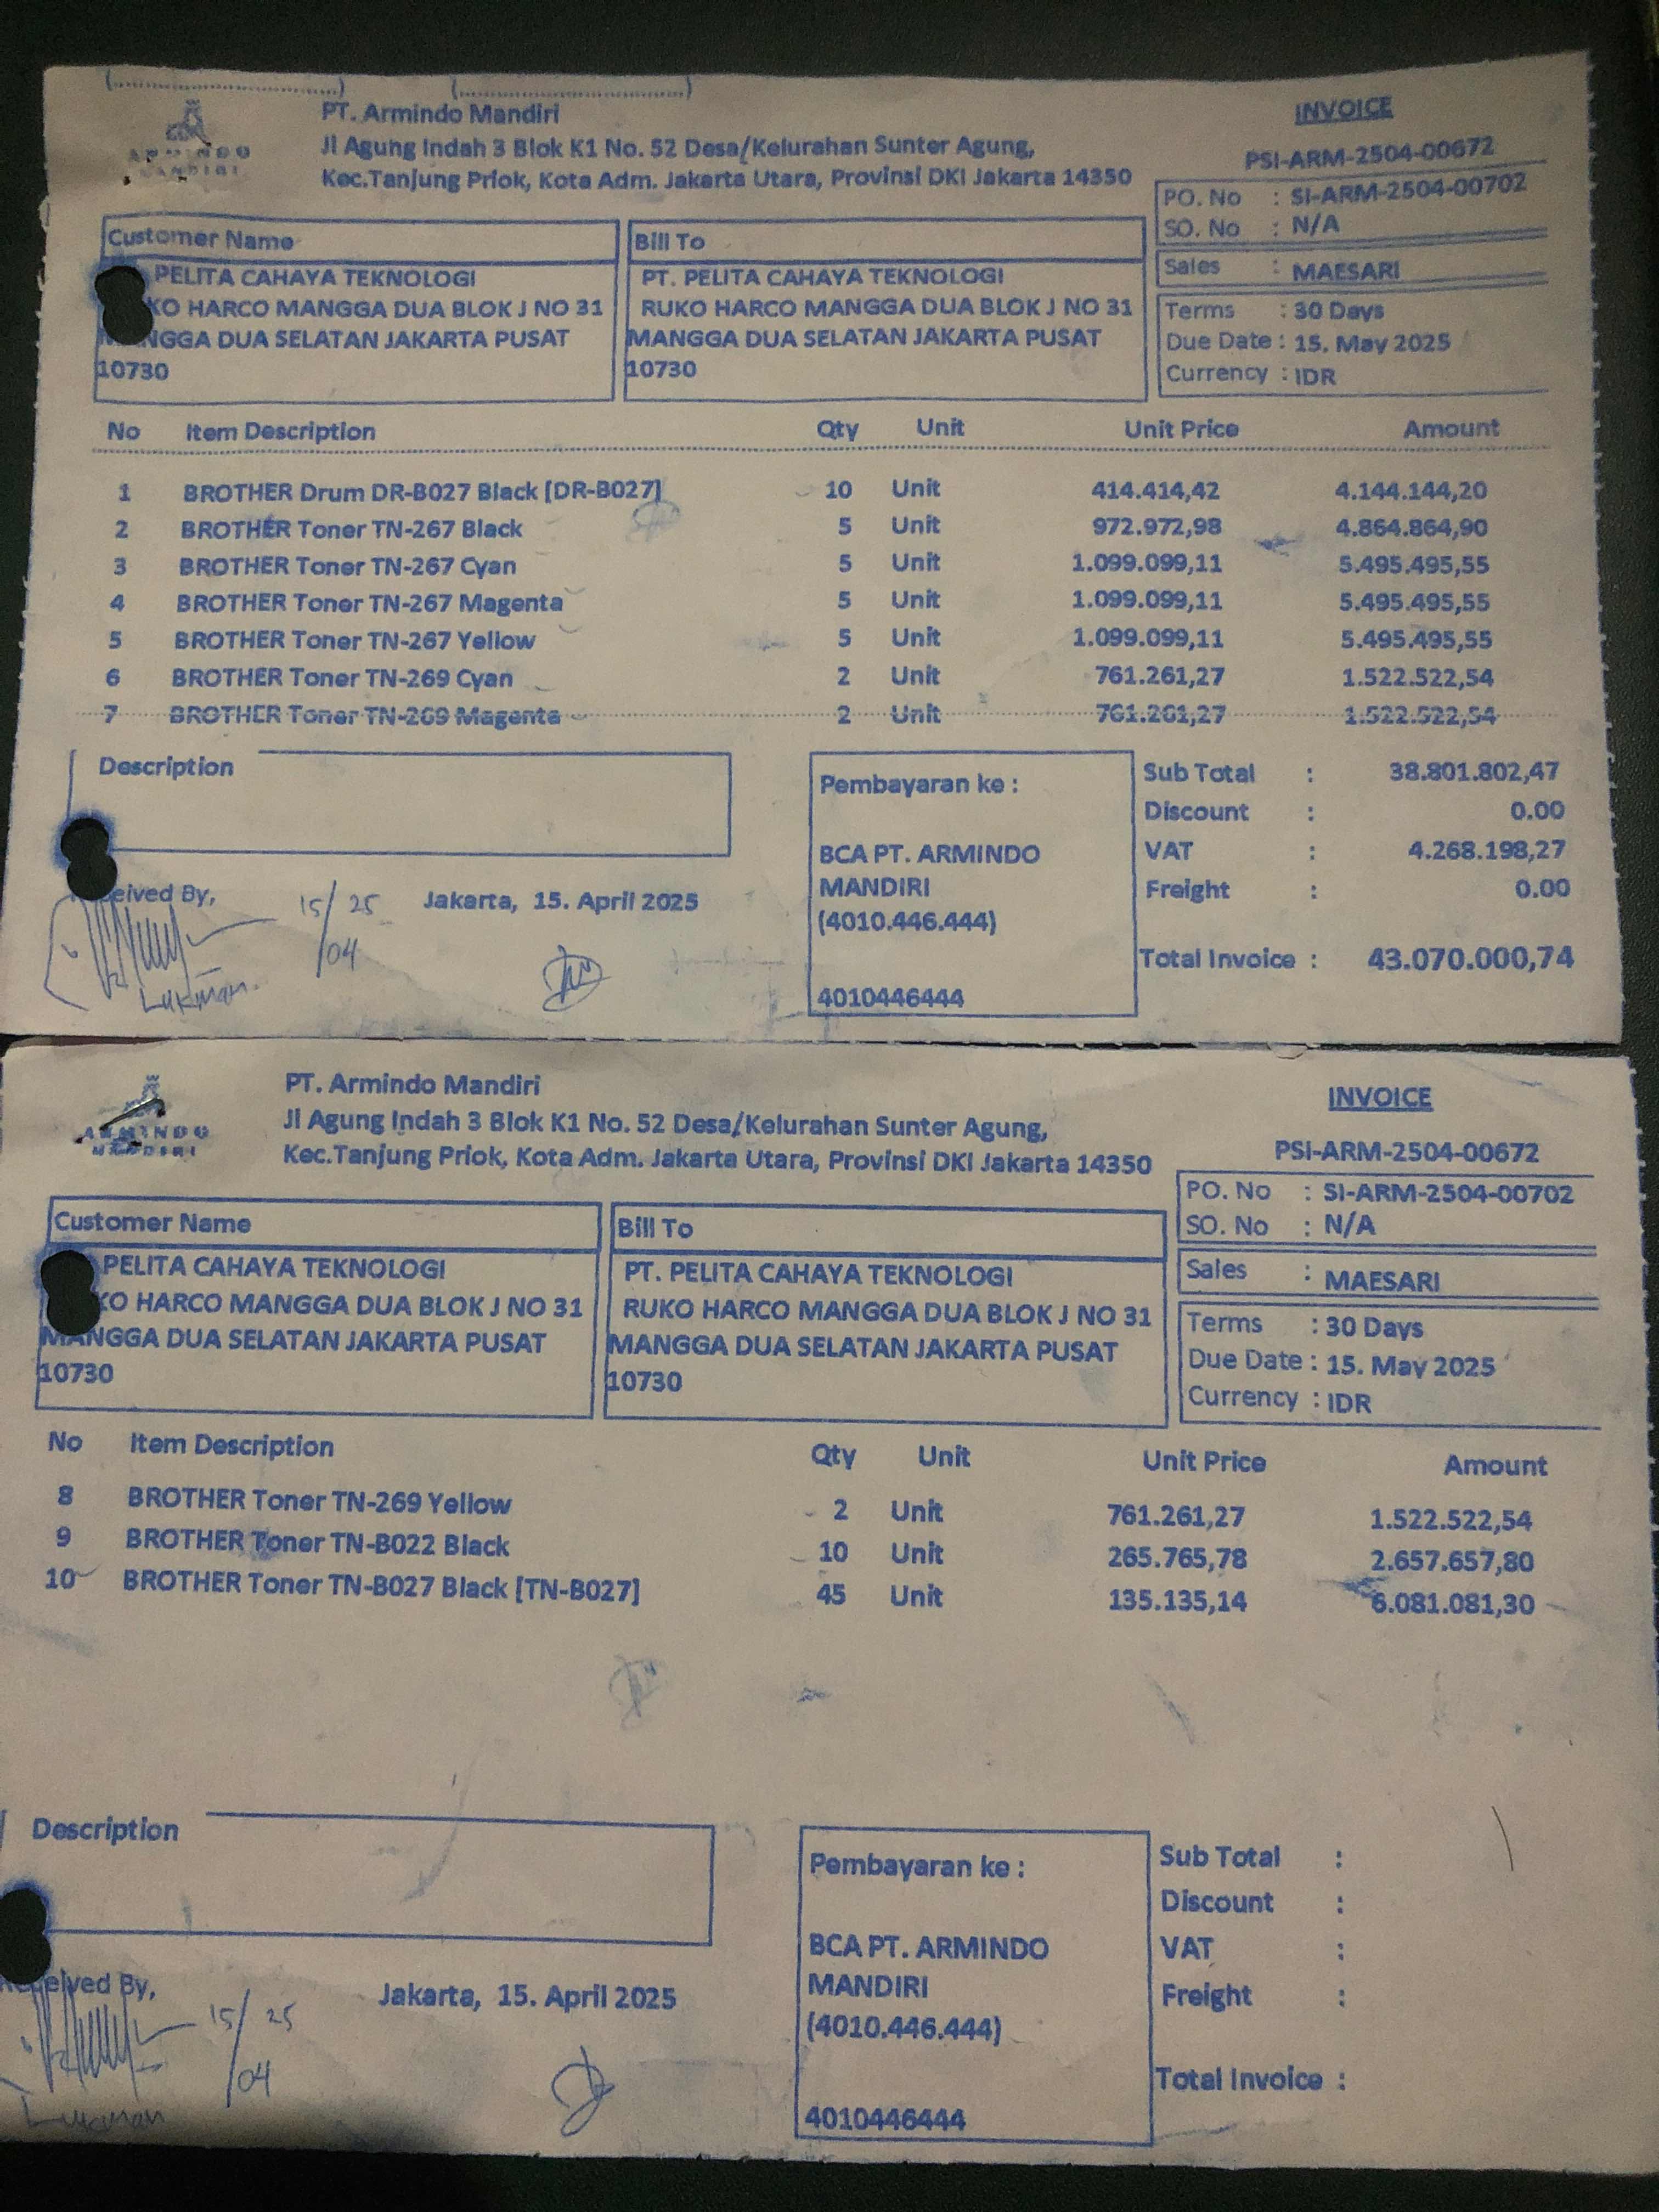 (..............................) (..............................)
ARMINDO
MANDIRI
PT. Armindo Mandiri
Jl Agung Indah 3 Blok K1 No. 52 Desa/Kelurahan Sunter Agung,
Kec.Tanjung Priok, Kota Adm. Jakarta Utara, Provinsi DKI Jakarta 14350
INVOICE
PSI-ARM-2504-00672
PO. No : SI-ARM-2504-00702
SO. No : N/A
Sales : MAESARI
Terms : 30 Days
Due Date : 15. May 2025
Currency : IDR
Customer Name
PELITA CAHAYA TEKNOLOGI
KO HARCO MANGGA DUA BLOK J NO 31
MANGGA DUA SELATAN JAKARTA PUSAT
10730
Bill To
PT. PELITA CAHAYA TEKNOLOGI
RUKO HARCO MANGGA DUA BLOK J NO 31
MANGGA DUA SELATAN JAKARTA PUSAT
10730
No Item Description Qty Unit Unit Price Amount
1 BROTHER Drum DR-B027 Black [DR-B027] 10 Unit 414.414,42 4.144.144,20
2 BROTHER Toner TN-267 Black 5 Unit 972.972,98 4.864.864,90
3 BROTHER Toner TN-267 Cyan 5 Unit 1.099.099,11 5.495.495,55
4 BROTHER Toner TN-267 Magenta 5 Unit 1.099.099,11 5.495.495,55
5 BROTHER Toner TN-267 Yellow 5 Unit 1.099.099,11 5.495.495,55
6 BROTHER Toner TN-269 Cyan 2 Unit 761.261,27 1.522.522,54
7 BROTHER Toner TN-269 Magenta 2 Unit 761.261,27 1.522.522,54
Description
Pembayaran ke :
BCA PT. ARMINDO
MANDIRI
(4010.446.444)
4010446444
Sub Total : 38.801.802,47
Discount : 0.00
VAT : 4.268.198,27
Freight : 0.00
Total Invoice : 43.070.000,74
eived By,
15/04 25
Lukman
Jakarta, 15. April 2025
ARMINDO
MANDIRI
PT. Armindo Mandiri
Jl Agung Indah 3 Blok K1 No. 52 Desa/Kelurahan Sunter Agung,
Kec.Tanjung Priok, Kota Adm. Jakarta Utara, Provinsi DKI Jakarta 14350
INVOICE
PSI-ARM-2504-00672
PO. No : SI-ARM-2504-00702
SO. No : N/A
Sales : MAESARI
Terms : 30 Days
Due Date : 15. May 2025
Currency : IDR
Customer Name
PELITA CAHAYA TEKNOLOGI
KO HARCO MANGGA DUA BLOK J NO 31
MANGGA DUA SELATAN JAKARTA PUSAT
10730
Bill To
PT. PELITA CAHAYA TEKNOLOGI
RUKO HARCO MANGGA DUA BLOK J NO 31
MANGGA DUA SELATAN JAKARTA PUSAT
10730
No Item Description Qty Unit Unit Price Amount
8 BROTHER Toner TN-269 Yellow 2 Unit 761.261,27 1.522.522,54
9 BROTHER Toner TN-B022 Black 10 Unit 265.765,78 2.657.657,80
10 BROTHER Toner TN-B027 Black [TN-B027] 45 Unit 135.135,14 6.081.081,30
Description
Pembayaran ke :
BCA PT. ARMINDO
MANDIRI
(4010.446.444)
4010446444
Sub Total :
Discount :
VAT :
Freight :
Total Invoice :
Received By,
15/04 25
Lukman
Jakarta, 15. April 2025